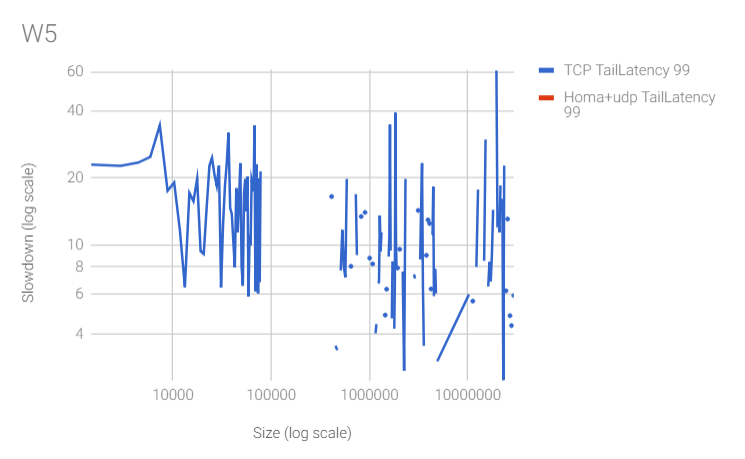 W5
60
40
20
10
8
6
4
Slowdown (log scale)
10000
100000
1000000
10000000
Size (log scale)
TCP TailLatency 99
Homa+udp TailLatency
99